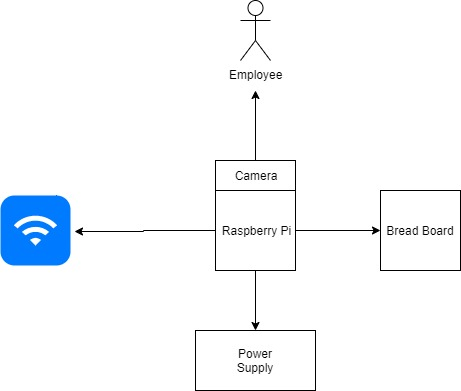 Employee
Camera
Raspberry Pi
Bread Board
Power
Supply